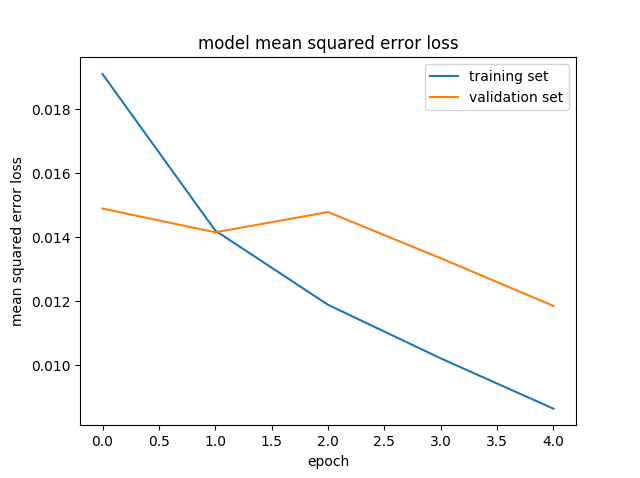 model mean squared error loss
training set
validation set
0.018
0.016
0.014
0.012
0.010
mean squared error loss
0.0 0.5 1.0 1.5 2.0 2.5 3.0 3.5 4.0
epoch